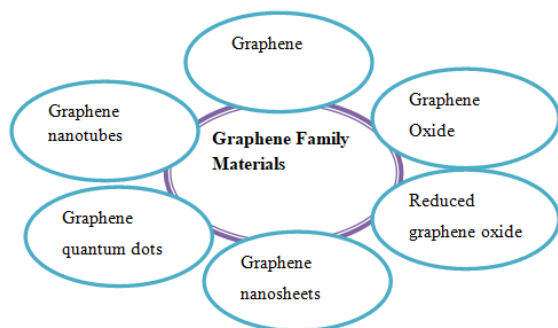 Graphene
Graphene
Oxide
Reduced
graphene oxide
Graphene
nanosheets
Graphene
quantum dots
Graphene
nanotubes
Graphene Family
Materials